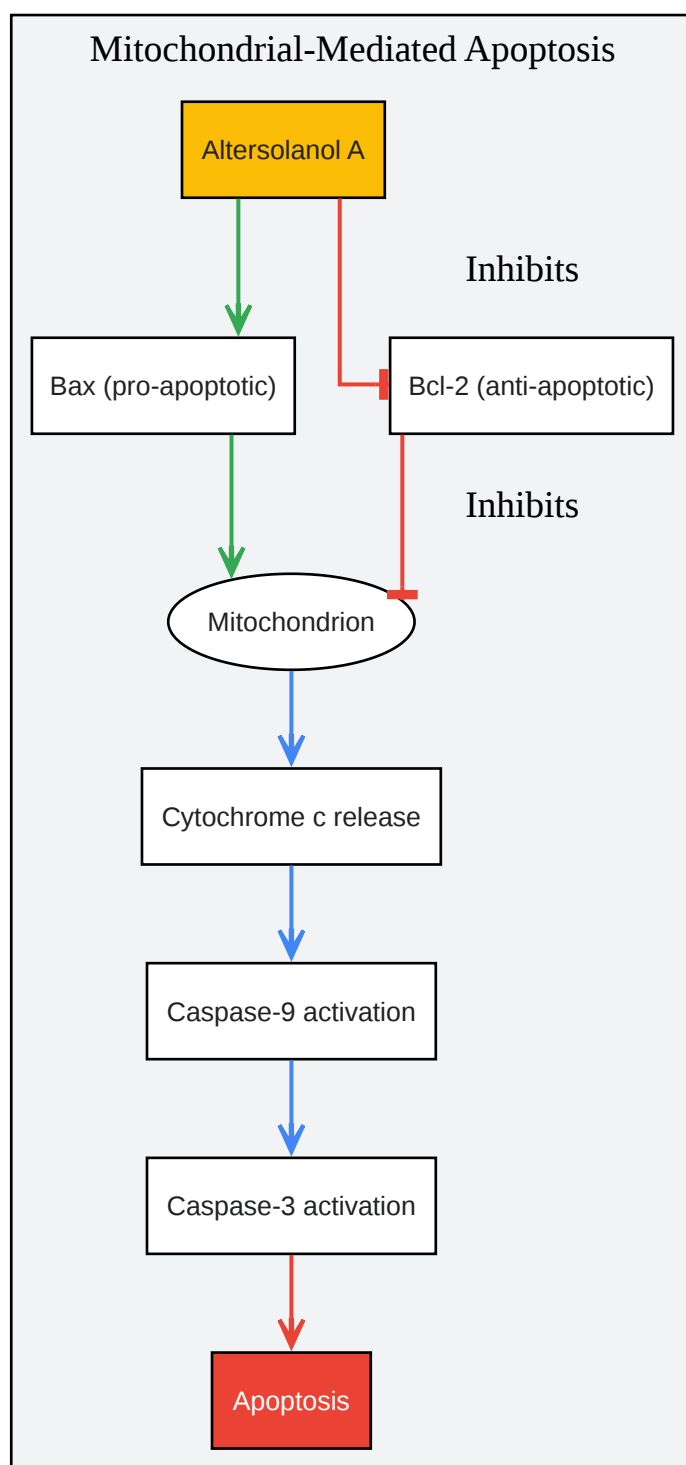 Mitochondrial-Mediated Apoptosis
Altersolanol A
Inhibits
Bax (pro-apoptotic)
Bcl-2 (anti-apoptotic)
Inhibits
Mitochondrion
Cytochrome c release
Caspase-9 activation
Caspase-3 activation
Apoptosis